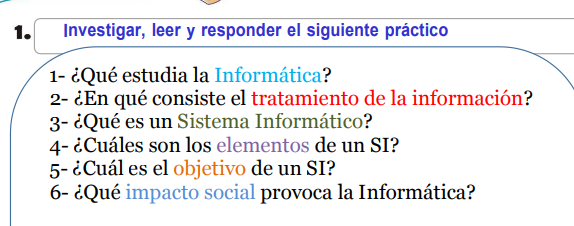 1. Investigar, leer y responder el siguiente práctico
1- ¿Qué estudia la Informática?
2- ¿En qué consiste el tratamiento de la información?
3- ¿Qué es un Sistema Informático?
4- ¿Cuáles son los elementos de un SI?
5- ¿Cuál es el objetivo de un SI?
6- ¿Qué impacto social provoca la Informática?